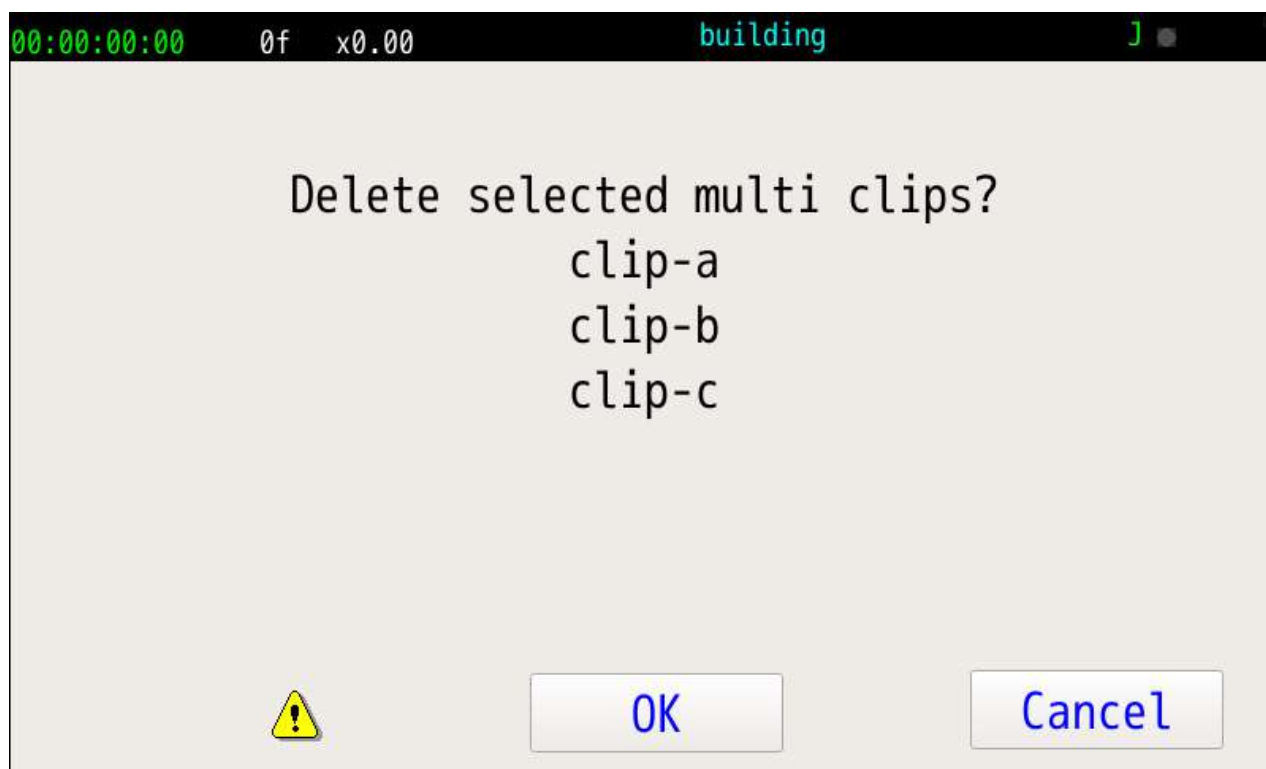 00:00:00:00 0f x0.00 building J
Delete selected multi clips?
clip-a
clip-b
clip-c
OK Cancel